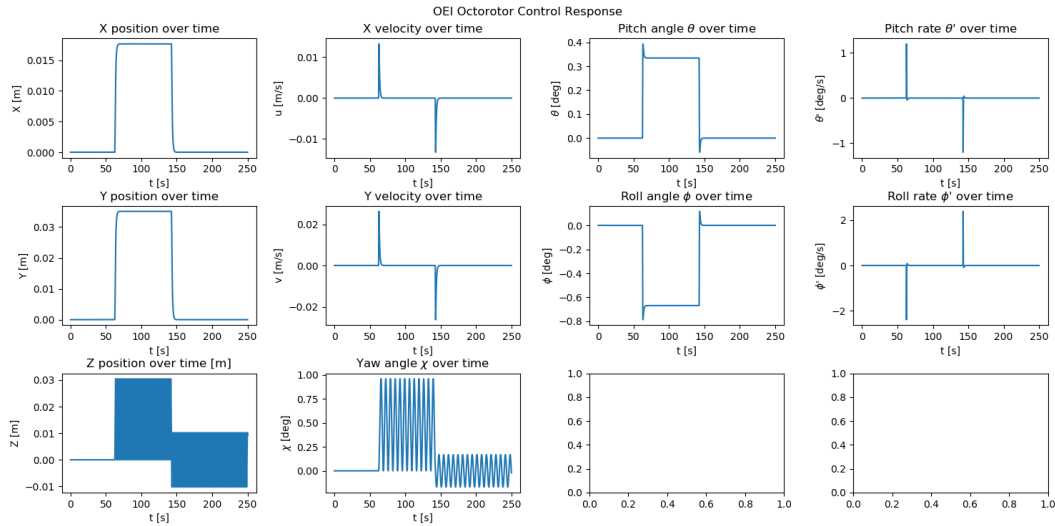 OEI Octorotor Control Response
X position over time
X [m]
0.015
0.010
0.005
0.000
0 50 100 150 200 250
t [s]
X velocity over time
u [m/s]
0.01
0.00
−0.01
0 50 100 150 200 250
t [s]
Pitch angle θ over time
θ [deg]
0.4
0.3
0.2
0.1
0.0
0 50 100 150 200 250
t [s]
Pitch rate θ' over time
θ' [deg/s]
1
0
−1
0 50 100 150 200 250
t [s]
Y position over time
Y [m]
0.03
0.02
0.01
0.00
0 50 100 150 200 250
t [s]
Y velocity over time
v [m/s]
0.02
0.00
−0.02
0 50 100 150 200 250
t [s]
Roll angle ϕ over time
ϕ [deg]
0.0
−0.2
−0.4
−0.6
−0.8
0 50 100 150 200 250
t [s]
Roll rate ϕ' over time
ϕ' [deg/s]
2
0
−2
0 50 100 150 200 250
t [s]
Z position over time [m]
Z [m]
0.03
0.02
0.01
0.00
−0.01
0 50 100 150 200 250
t [s]
Yaw angle χ over time
χ [deg]
1.00
0.75
0.50
0.25
0.00
0 50 100 150 200 250
t [s]
1.0
0.8
0.6
0.4
0.2
0.0
0.0 0.2 0.4 0.6 0.8 1.0
1.0
0.8
0.6
0.4
0.2
0.0
0.0 0.2 0.4 0.6 0.8 1.0